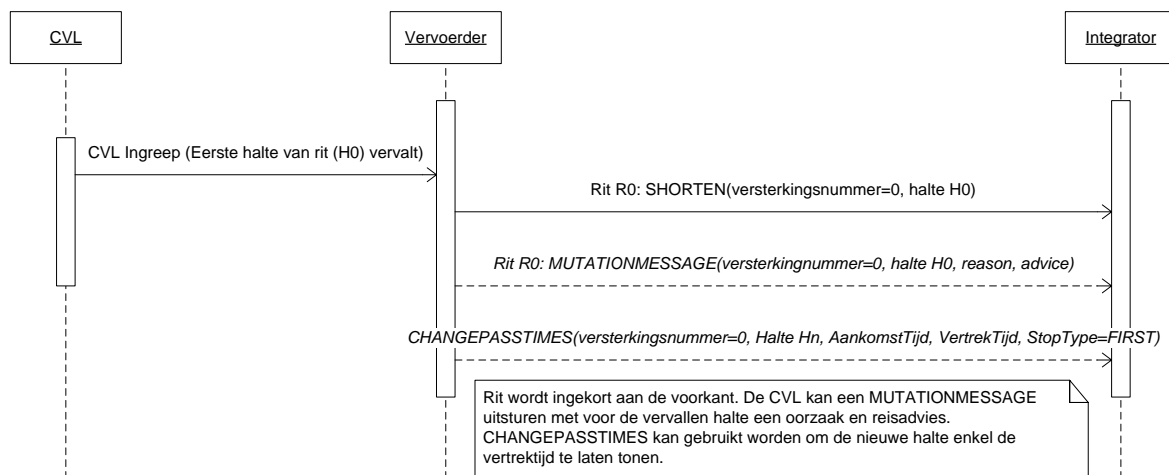 CVL
Vervoerder
Integrator
CVL Ingreep (Eerste halte van rit (H0) vervalt)
Rit R0: SHORTEN(versterkingsnummer=0, halte H0)
Rit R0: MUTATIONMESSAGE(versterkingnummer=0, halte H0, reason, advice)
CHANGEPASSTIMES(versterkingsnummer=0, Halte Hn, AankomstTijd, VertrekTijd, StopType=FIRST)
Rit wordt ingekort aan de voorkant. De CVL kan een MUTATIONMESSAGE
uitsturen met voor de vervallen halte een oorzaak en reisadvies.
CHANGEPASSTIMES kan gebruikt worden om de nieuwe halte enkel de
vertrektijd te laten tonen.